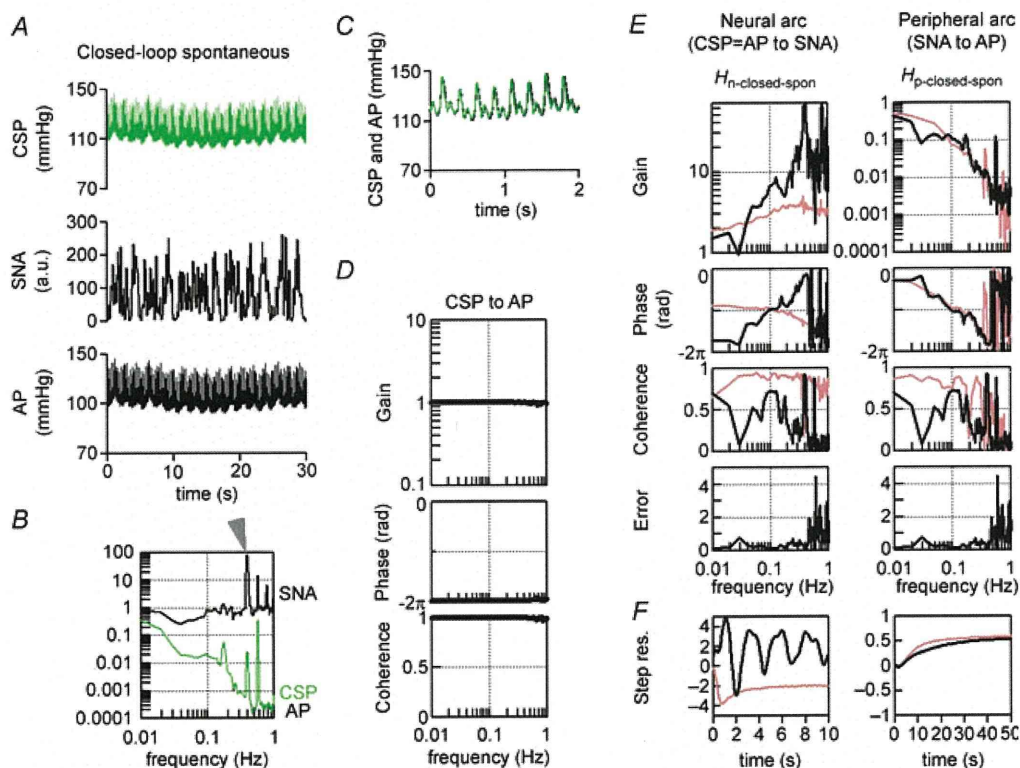 A
Closed-loop spontaneous
CSP
(mmHg)
150
110
70
SNA
(a.u.)
300
200
100
0
AP
(mmHg)
150
100
70
0 10 20 30
time (s)
B
100
10
1
0.1
0.01
0.001
0.0001
SNA
CSP
AP
0.01 0.1 1
frequency (Hz)
C
CSP and AP (mmHg)
150
110
70
0 1 2
time (s)
D
CSP to AP
Gain
10
1
0.1
Phase (rad)
0
-2π
Coherence
1
0.5
0
0.01 0.1 1
frequency (Hz)
E
Neural arc
(CSP=AP to SNA)
Hn-closed-spon
Peripheral arc
(SNA to AP)
Hp-closed-spon
Gain
10
1
1
0.1
0.01
0.001
0.0001
Phase
(rad)
0
-2π
0
-2π
Coherence
1
0.5
0
1
0.5
0
Error
4
2
0
4
2
0
0.01 0.1 1
frequency (Hz)
0.01 0.1 1
frequency (Hz)
F
Step res.
4
2
0
-2
-4
0 2 4 6 8 10
time (s)
1
0.5
0
-0.5
-1
0 10 20 30 40 50
time (s)